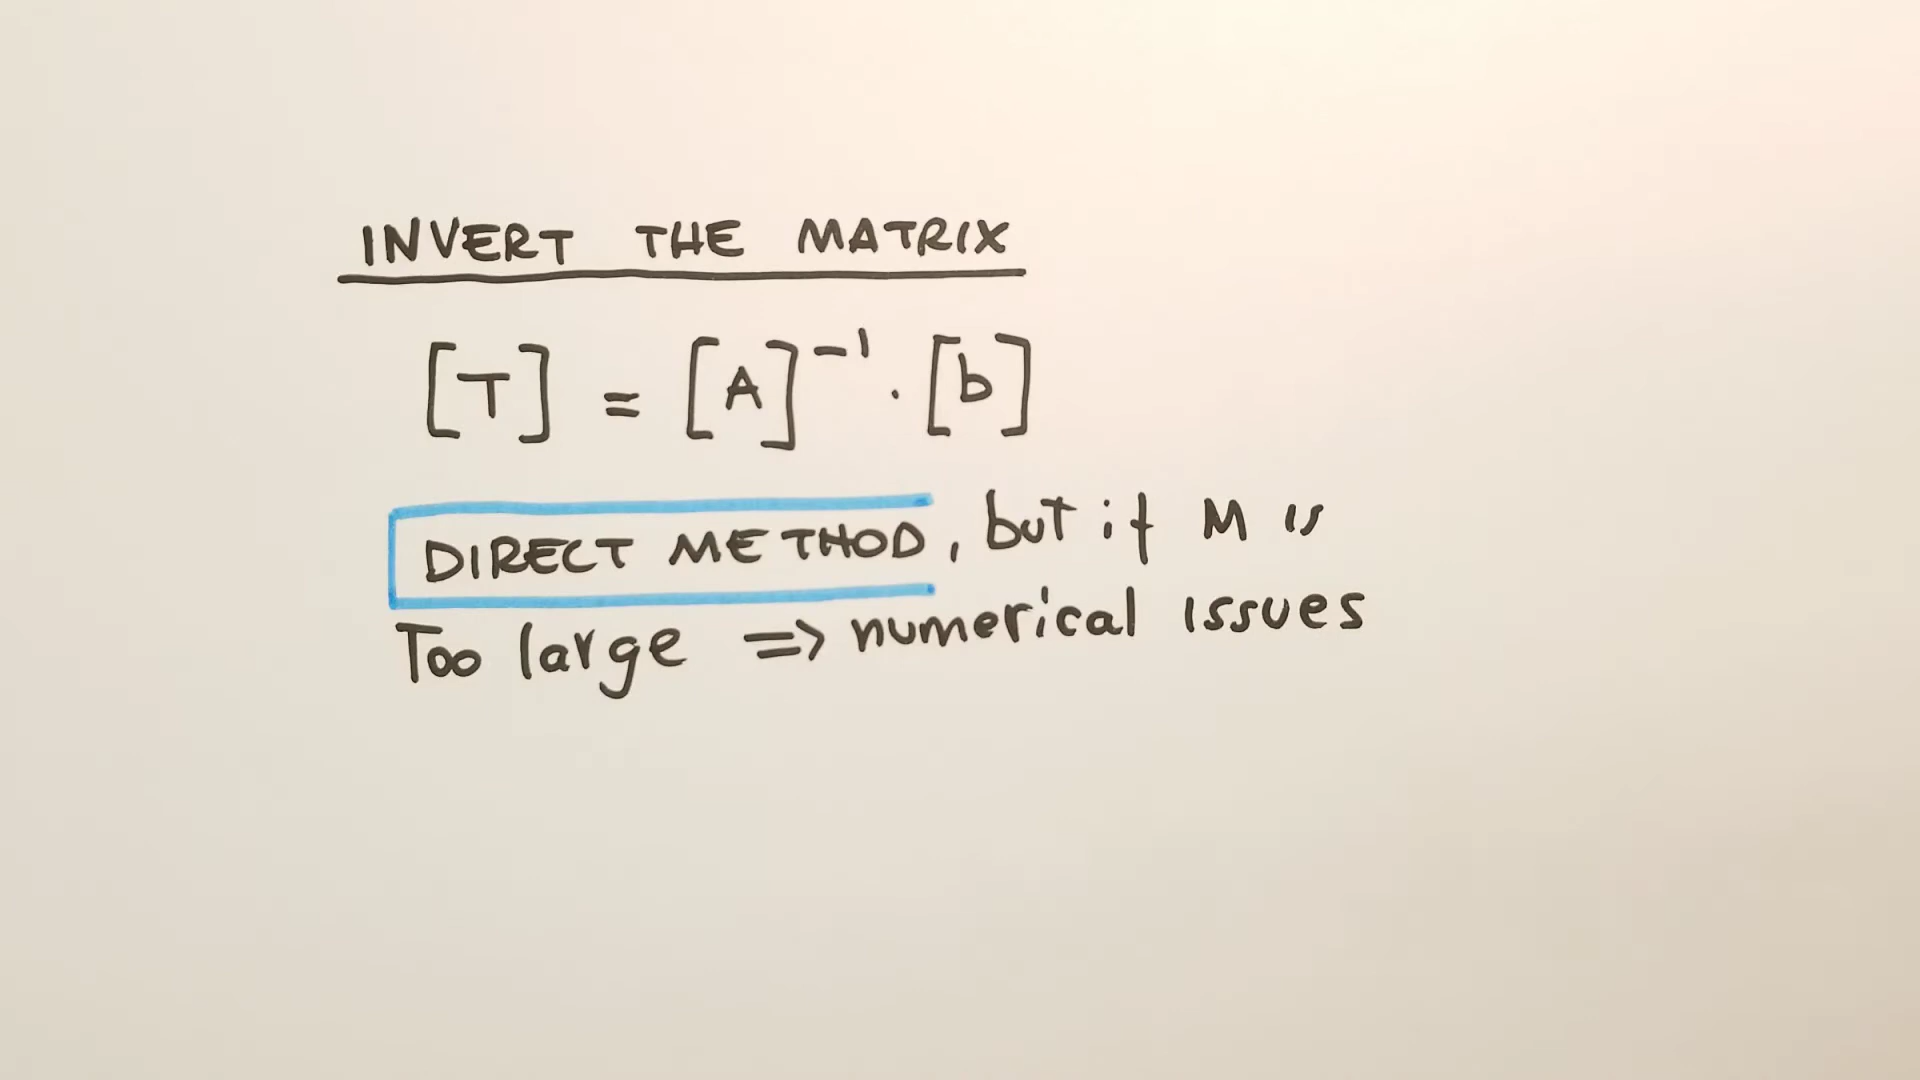 INVERT THE MATRIX
[T] = [A]⁻¹ · [b]
DIRECT METHOD, but if M is
Too large => numerical issues